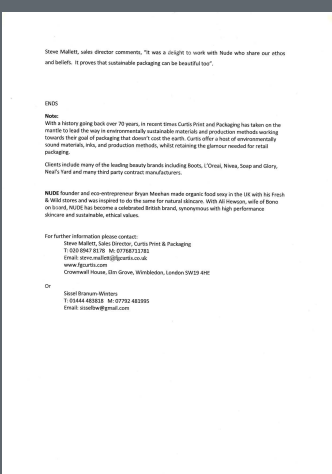 Steve Mallett, sales director comments, "It was a delight to work with Nude who share our ethos
and beliefs. It proves that sustainable packaging can be beautiful too".
ENDS
Note:
With a history going back over 70 years, in recent times Curtis Print and Packaging has taken on the
mantle to lead the way in environmentally sustainable materials and production methods working
towards their goal of packaging that doesn't cost the earth. Curtis offer a host of environmentally
sound materials, inks, and production methods, whilst retaining the glamour needed for retail
packaging.
Clients include many of the leading beauty brands including Boots, L'Oreal, Nivea, Soap and Glory,
Neal's Yard and many third party contract manufacturers.
NUDE founder and eco-entrepreneur Bryan Meehan made organic food sexy in the UK with his Fresh
& Wild stores and was inspired to do the same for natural skincare. With Ali Hewson, wife of Bono
on board, NUDE has become a celebrated British brand, synonymous with high performance
skincare and sustainable, ethical values.
For further information please contact:
Steve Mallett, Sales Director, Curtis Print & Packaging
T: 020 8947 8178 M: 07768711781
Email: steve.mallett@fgcurtis.co.uk
www.fgcurtis.com
Crownwall House, Elm Grove, Wimbledon, London SW19 4HE
Or
Sissel Branum-Winters
T: 01444 483818 M: 07792 481995
Email: sisselbw@gmail.com